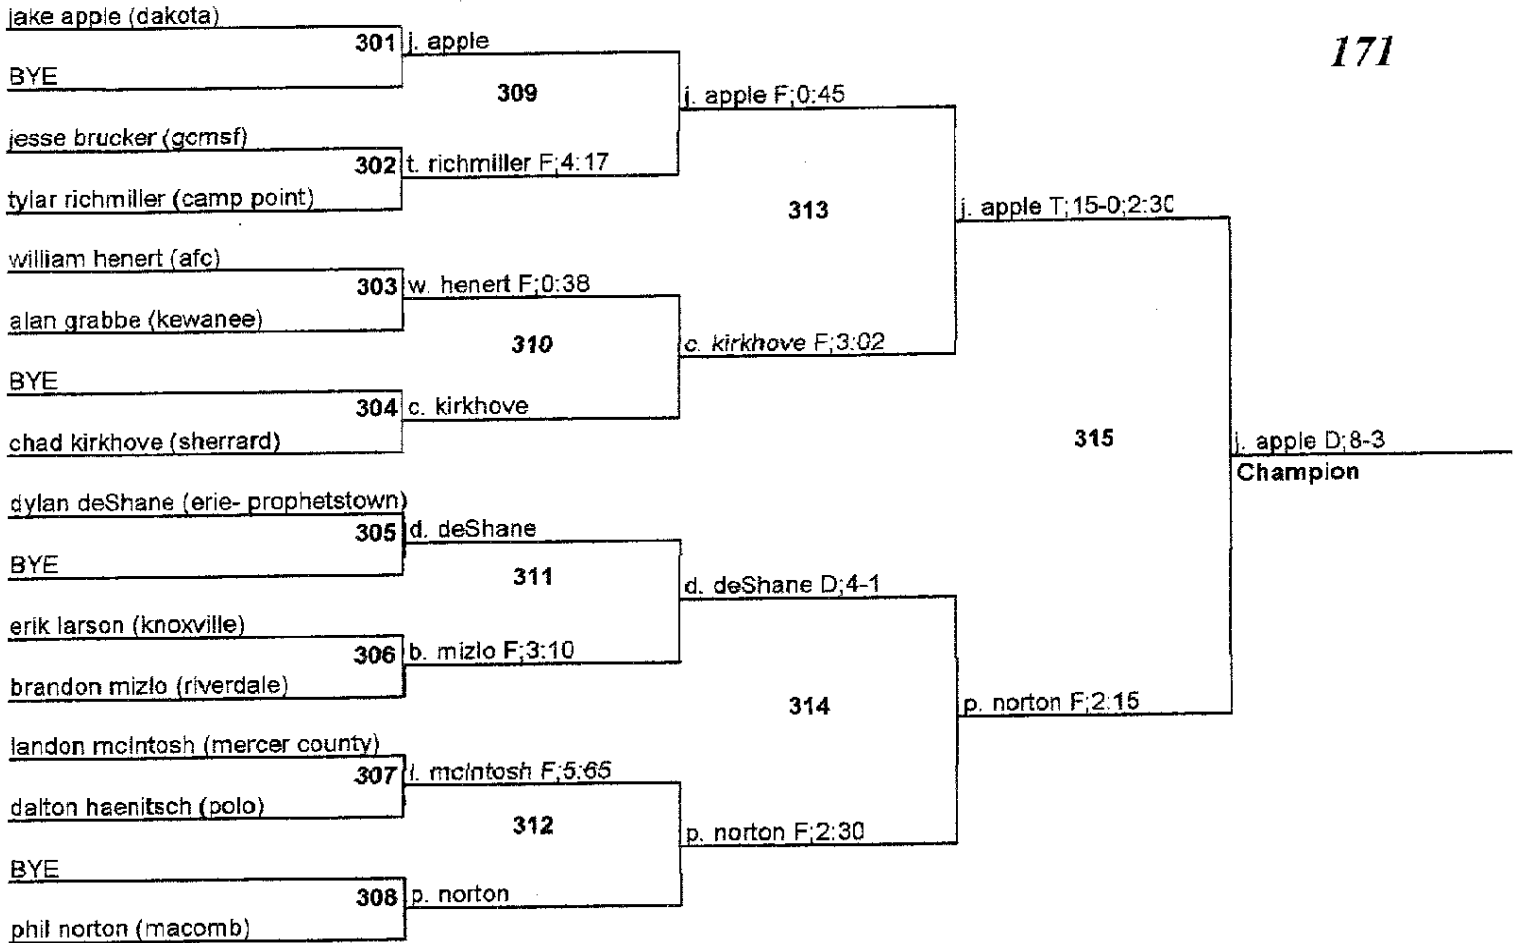 jake apple (dakota)
301 j. apple
171
BYE
309
j. apple F;0:45
jesse brucker (gcmsf)
302 t. richmiller F;4:17
tylar richmiller (camp point)
313
j. apple T;15-0;2:30
william henert (afc)
303 w. henert F;0:38
alan grabbe (kewanee)
310
c. kirkhove F;3:02
BYE
304 c. kirkhove
chad kirkhove (sherrard)
315
j. apple D;8-3
Champion
dylan deShane (erie- prophetstown)
305 d. deShane
BYE
311
d. deShane D;4-1
erik larson (knoxville)
306 b. mizlo F;3:10
brandon mizlo (riverdale)
314
p. norton F;2:15
landon mcintosh (mercer county)
307 l. mcintosh F;5:65
dalton haenitsch (polo)
312
p. norton F;2:30
BYE
308 p. norton
phil norton (macomb)